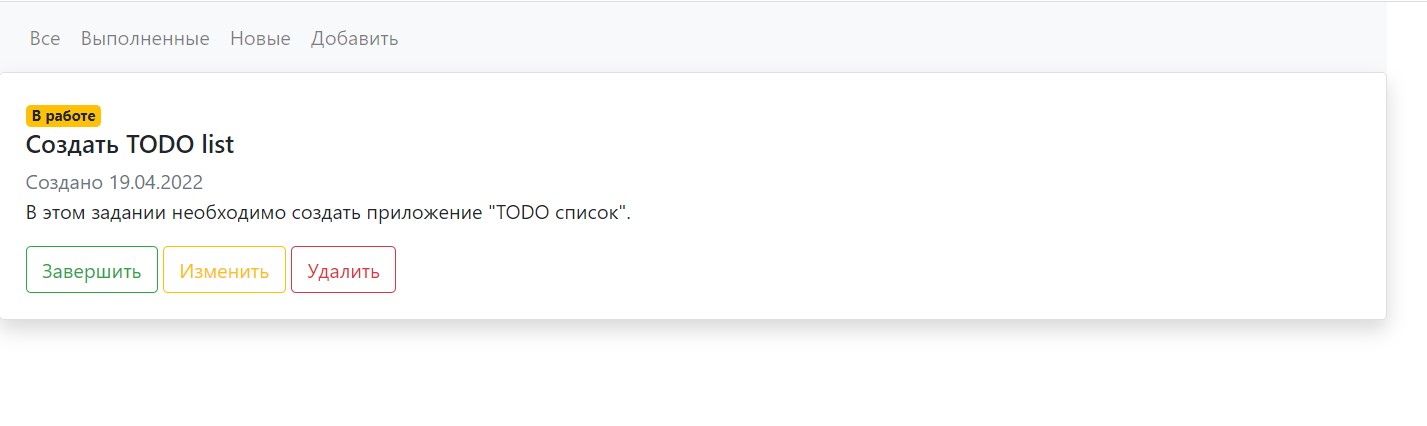 Все Выполненные Новые Добавить
В работе
Создать TODO list
Создано 19.04.2022
В этом задании необходимо создать приложение "TODO список".
Завершить Изменить Удалить